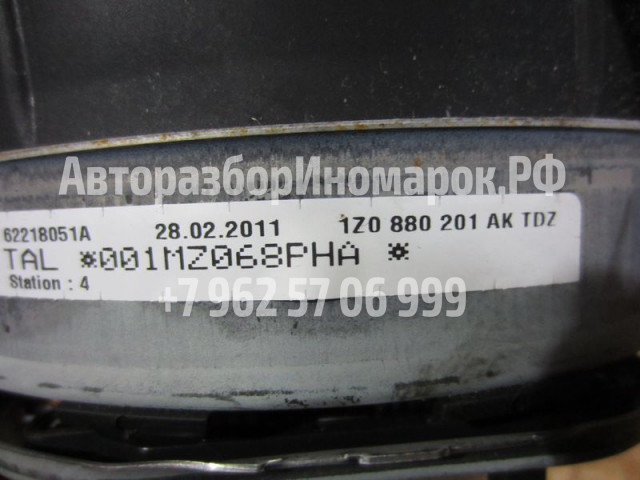 АвторазборИномарок.РФ
62218051A 28.02.2011 1Z0 880 201 AK TDZ
TAL *001MZ068PHA *
Station : 4
+7 962 57 06 999